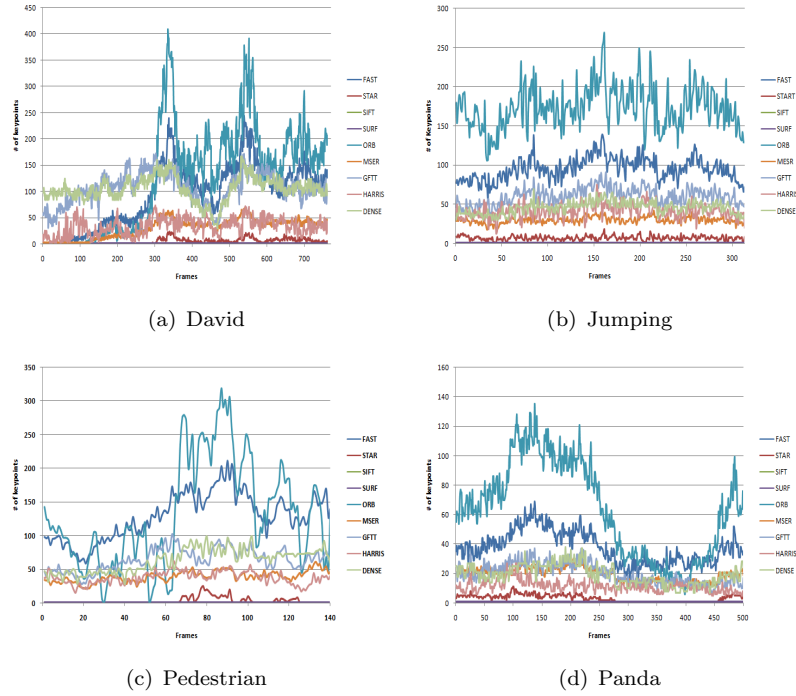 # of Keypoints
450
400
350
300
250
200
150
100
50
0
0 100 200 300 400 500 600 700
Frames
FAST
STAR
SIFT
SURF
ORB
MSER
GFTT
HARRIS
DENSE
(a) David
# of keypoints
300
250
200
150
100
50
0
0 50 100 150 200 250 300
Frames
FAST
START
SIFT
SURF
ORB
MESR
GFTT
HARRIS
DENSE
(b) Jumping
# of keypoints
350
300
250
200
150
100
50
0
0 20 40 60 80 100 120 140
Frames
FAST
STAR
SIFT
SURF
ORB
MSER
GFTT
HARRIS
DENSE
(c) Pedestrian
# of keypoints
160
140
120
100
80
60
40
20
0
0 50 100 150 200 250 300 350 400 450 500
Frames
FAST
STAR
SIFT
SURF
ORB
MSER
GFTT
HARRIS
DENSE
(d) Panda